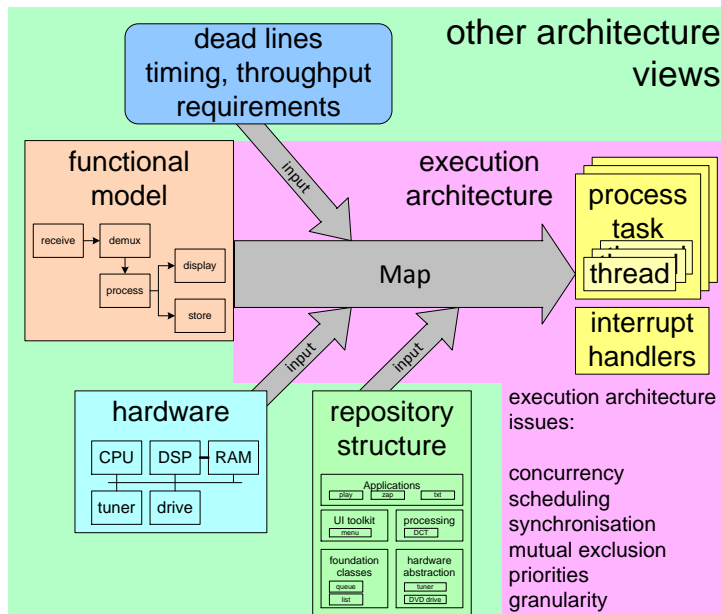 dead lines
timing, throughput
requirements
other architecture
views
functional
model
receive
demux
process
display
store
input
execution
architecture
Map
process
task
thread
interrupt
handlers
input
input
hardware
CPU
DSP
RAM
tuner
drive
repository
structure
Applications
play
zap
txt
UI toolkit
menu
processing
DCT
foundation
classes
queue
list
hardware
abstraction
tuner
DVD drive
execution architecture
issues:
concurrency
scheduling
synchronisation
mutual exclusion
priorities
granularity